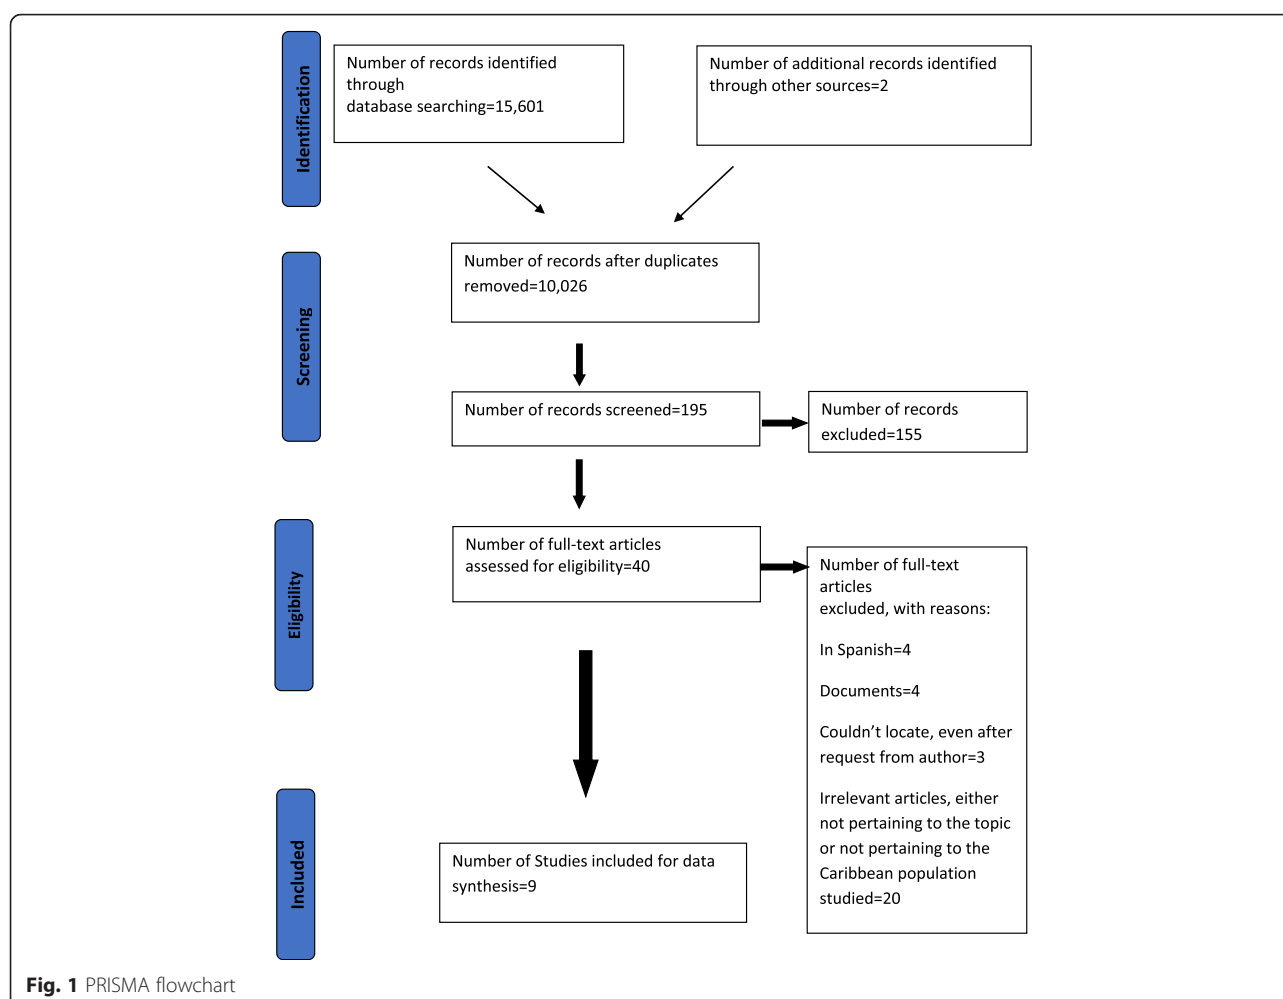 Identification
Number of records identified
through
database searching=15,601
Number of additional records identified
through other sources=2
Screening
Number of records after duplicates
removed=10,026
Number of records screened=195
Number of records
excluded=155
Eligibility
Number of full-text articles
assessed for eligibility=40
Number of full-text
articles
excluded, with reasons:
In Spanish=4
Documents=4
Couldn’t locate, even after
request from author=3
Irrelevant articles, either
not pertaining to the topic
or not pertaining to the
Caribbean population
studied=20
Included
Number of Studies included for data
synthesis=9
Fig. 1 PRISMA flowchart